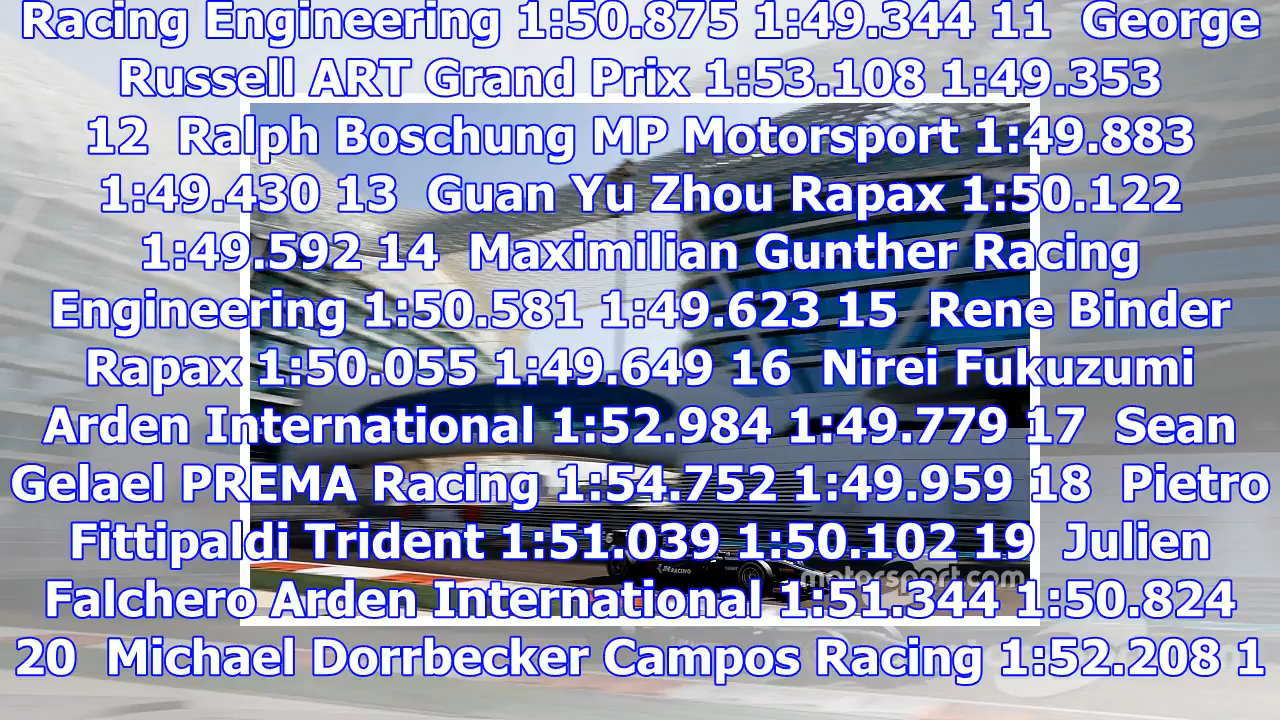 Racing Engineering 1:50.875 1:49.344 11 George
Russell ART Grand Prix 1:53.108 1:49.353
12 Ralph Boschung MP Motorsport 1:49.883
1:49.430 13 Guan Yu Zhou Rapax 1:50.122
1:49.592 14 Maximilian Gunther Racing
Engineering 1:50.581 1:49.623 15 Rene Binder
Rapax 1:50.055 1:49.649 16 Nirei Fukuzumi
Arden International 1:52.984 1:49.779 17 Sean
Gelael PREMA Racing 1:54.752 1:49.959 18 Pietro
Fittipaldi Trident 1:51.039 1:50.102 19 Julien
RACING
motorsport.com
Falchero Arden International 1:51.344 1:50.824
20 Michael Dorrbecker Campos Racing 1:52.208 1